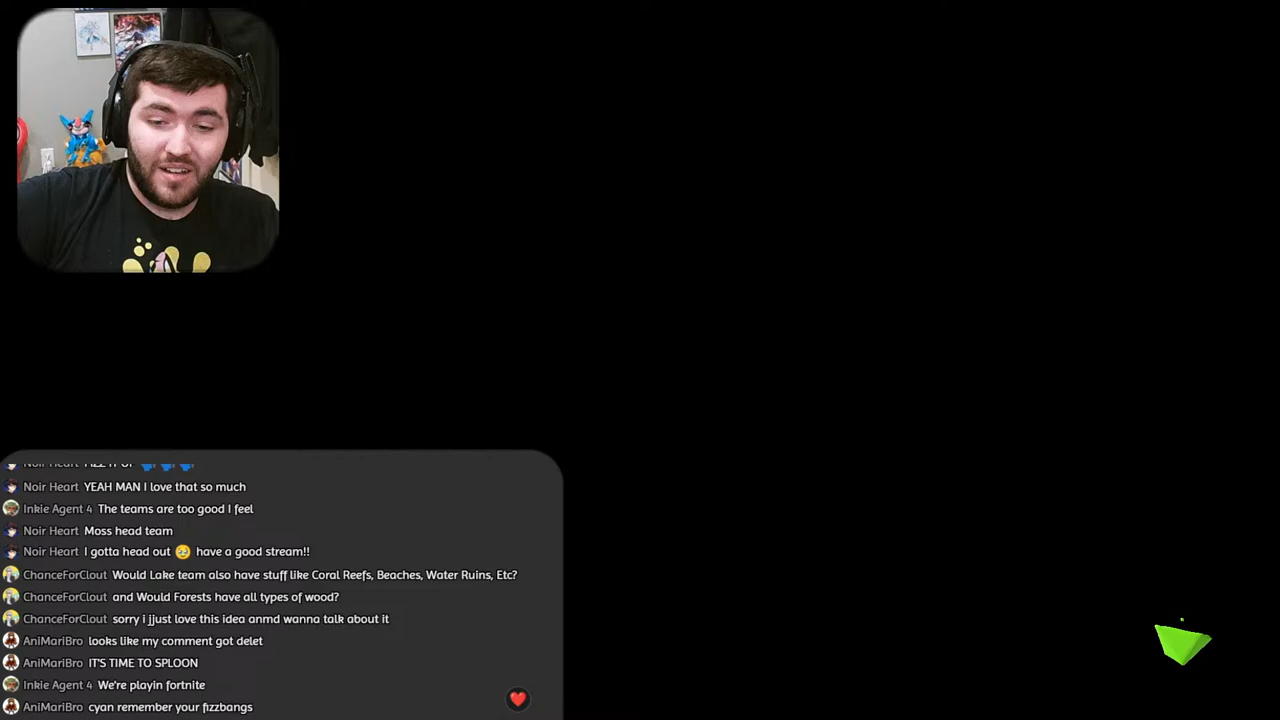 Noir Heart
Noir Heart YEAH MAN I love that so much
Inkie Agent 4 The teams are too good I feel
Noir Heart Moss head team
Noir Heart I gotta head out 🥹 have a good stream!!
ChanceForClout Would Lake team also have stuff like Coral Reefs, Beaches, Water Ruins, Etc?
ChanceForClout and Would Forests have all types of wood?
ChanceForClout sorry i jjust love this idea anmd wanna talk about it
AniMariBro looks like my comment got delet
AniMariBro IT'S TIME TO SPLOON
Inkie Agent 4 We're playin fortnite
AniMariBro cyan remember your fizzbangs